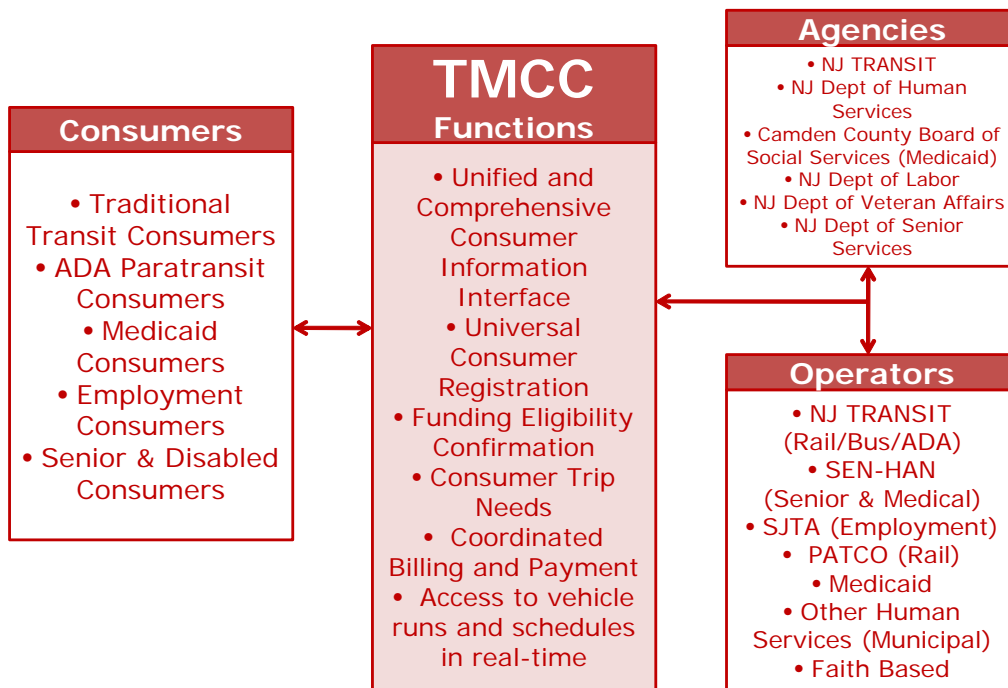 Consumers
• Traditional
Transit Consumers
• ADA Paratransit
Consumers
• Medicaid
Consumers
• Employment
Consumers
• Senior & Disabled
Consumers
TMCC
Functions
• Unified and
Comprehensive
Consumer
Information
Interface
• Universal
Consumer
Registration
• Funding Eligibility
Confirmation
• Consumer Trip
Needs
• Coordinated
Billing and Payment
• Access to vehicle
runs and schedules
in real-time
Agencies
• NJ TRANSIT
• NJ Dept of Human
Services
• Camden County Board of
Social Services (Medicaid)
• NJ Dept of Labor
• NJ Dept of Veteran Affairs
• NJ Dept of Senior
Services
Operators
• NJ TRANSIT
(Rail/Bus/ADA)
• SEN-HAN
(Senior & Medical)
• SJTA (Employment)
• PATCO (Rail)
• Medicaid
• Other Human
Services (Municipal)
• Faith Based